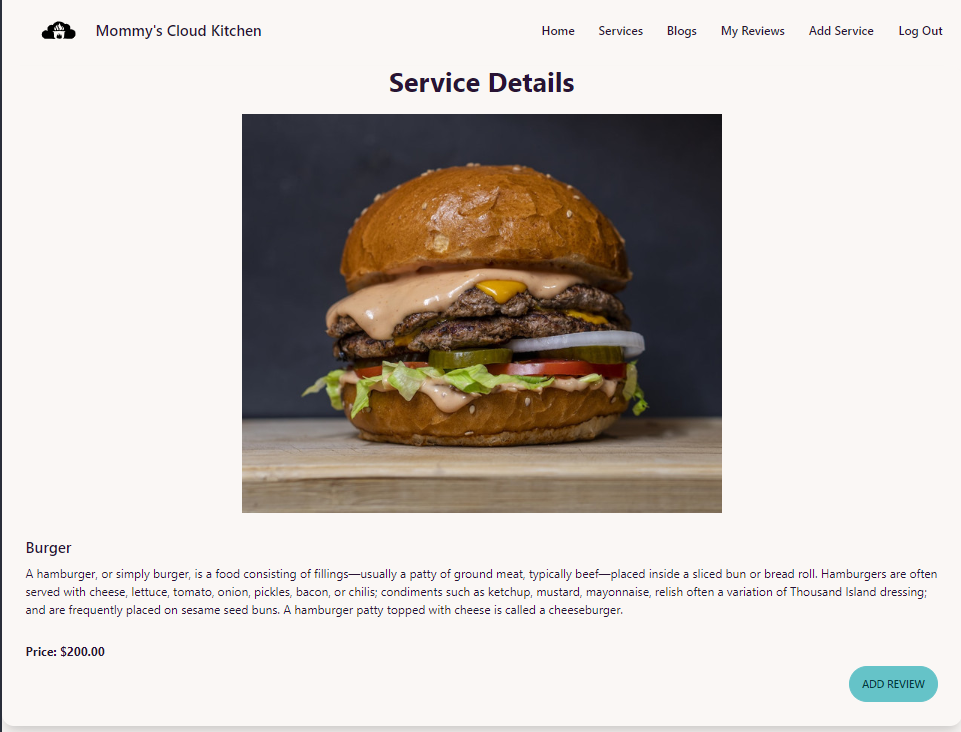 Mommy's Cloud Kitchen
Home Services Blogs My Reviews Add Service Log Out
Service Details
Burger
A hamburger, or simply burger, is a food consisting of fillings—usually a patty of ground meat, typically beef—placed inside a sliced bun or bread roll. Hamburgers are often
served with cheese, lettuce, tomato, onion, pickles, bacon, or chilis; condiments such as ketchup, mustard, mayonnaise, relish often a variation of Thousand Island dressing;
and are frequently placed on sesame seed buns. A hamburger patty topped with cheese is called a cheeseburger.
Price: $200.00
ADD REVIEW